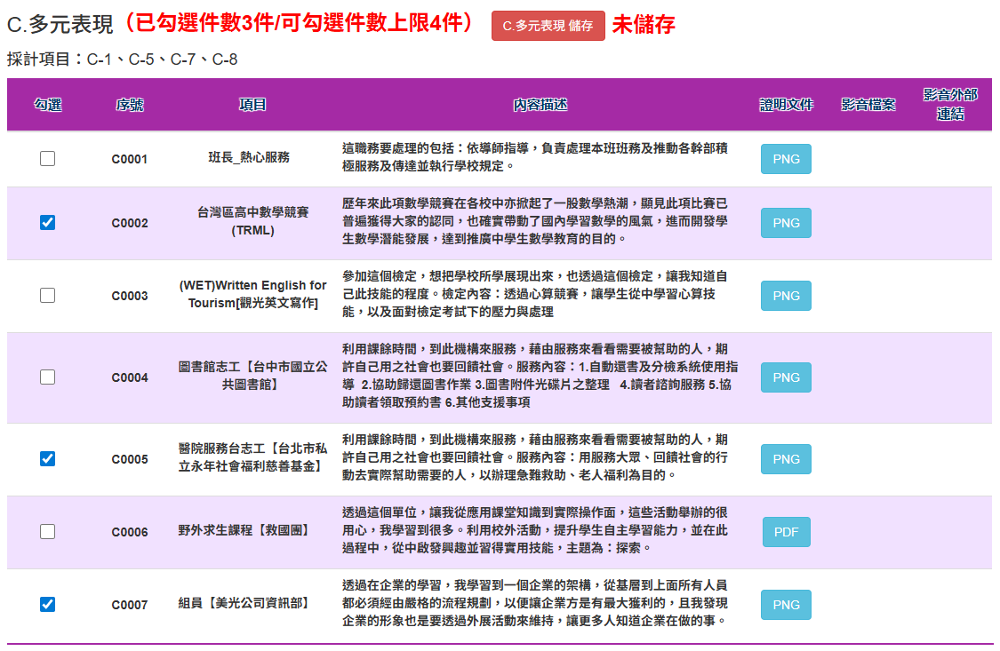 C.多元表現（已勾選件數3件/可勾選件數上限4件） C.多元表現 儲存 未儲存
採計項目：C-1、C-5、C-7、C-8
勾選 序號 項目 內容描述 證明文件 影音檔案 影音外部
連結
C0001 班長_熱心服務 這職務要處理的包括：依導師指導，負責處理本班班務及推動各幹部積
極服務及傳達並執行學校規定。
PNG
C0002 台灣區高中數學競賽
(TRML)
歷年來此項數學競賽在各校中亦掀起了一股數學熱潮，顯見此項比賽已
普遍獲得大家的認同，也確實帶動了國內學習數學的風氣，進而開發學
生數學潛能發展，達到推廣中學生數學教育的目的。
PNG
C0003 (WET)Written English for
Tourism[觀光英文寫作]
參加這個檢定，想把學校所學展現出來，也透過這個檢定，讓我知道自
己此技能的程度。檢定內容：透過心算競賽，讓學生從中學習心算技
能，以及面對檢定考試下的壓力與處理
PNG
C0004 圖書館志工【台中市國立公
共圖書館】
利用課餘時間，到此機構來服務，藉由服務來看看需要被幫助的人，期
許自己用之社會也要回饋社會。服務內容：1.自動還書及分檢系統使用指
導 2.協助歸還圖書作業 3.圖書附件光碟片之整理 4.讀者諮詢服務 5.協
助讀者領取預約書 6.其他支援事項
PNG
C0005 醫院服務台志工【台北市私
立永年社會福利慈善基金】
利用課餘時間，到此機構來服務，藉由服務來看看需要被幫助的人，期
許自己用之社會也要回饋社會。服務內容：用服務大眾、回饋社會的行
動去實際幫助需要的人，以辦理急難救助、老人福利為目的。
PNG
C0006 野外求生課程【救國團】
透過這個單位，讓我從應用課堂知識到實際操作面，這些活動舉辦的很
用心，我學習到很多。利用校外活動，提升學生自主學習能力，並在此
過程中，從中啟發興趣並習得實用技能，主題為：探索。
PDF
C0007 組員【美光公司資訊部】
透過在企業的學習，我學習到一個企業的架構，從基層到上面所有人員
都必須經由嚴格的流程規劃，以便讓企業方是有最大獲利的，且我發現
企業的形象也是要透過外展活動來維持，讓更多人知道企業在做的事。
PNG